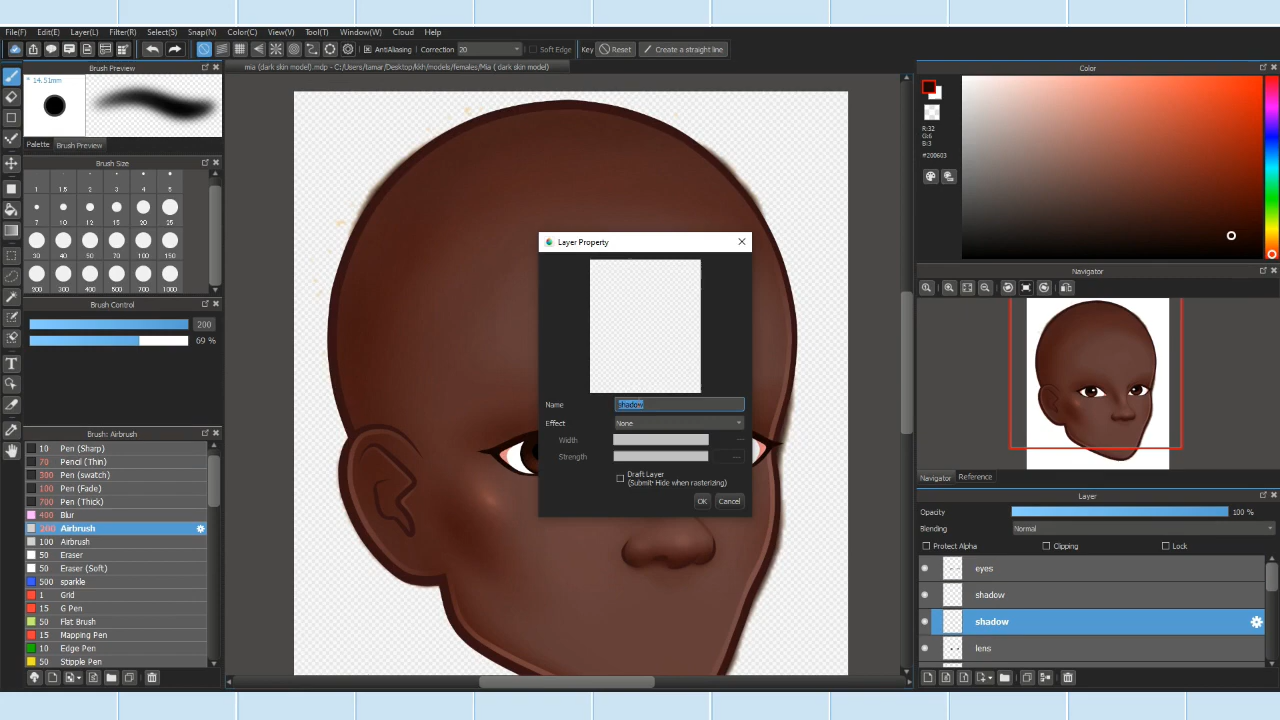 File(F) Edit(E) Layer(L) Filter(R) Select(S) Snap(N) Color(C) View(V) Tool(T) Window(W) Cloud Help
AntiAliasing Correction 20 Soft Edge Key Reset Create a straight line
Brush Preview
mia (dark skin model).mdp - C:/Users/tamar/Desktop/kkh/models/females/Mia ( dark skin model)
Color
* 14.51mm
Palette Brush Preview
Brush Size
1 1.5 2 3 4 5
7 10 12 15 20 25
30 40 50 70 100 150
200 300 400 500 700 1000
Brush Control
200
69 %
Brush: Airbrush
10 Pen (Sharp)
70 Pencil (Thin)
300 Pen (swatch)
100 Pen (Fade)
700 Pen (Thick)
400 Blur
200 Airbrush
100 Airbrush
50 Eraser
50 Eraser (Soft)
500 sparkle
1 Grid
15 G Pen
50 Flat Brush
15 Mapping Pen
10 Edge Pen
50 Stipple Pen
Layer Property
Name shadow
Effect None
Width ---
Strength ---
Draft Layer
(Submit: Hide when rasterizing)
OK Cancel
R:32
G:6
B:3
#200603
Navigator
Navigator Reference
Layer
Opacity 100 %
Blending Normal
Protect Alpha Clipping Lock
eyes
shadow
shadow
lens